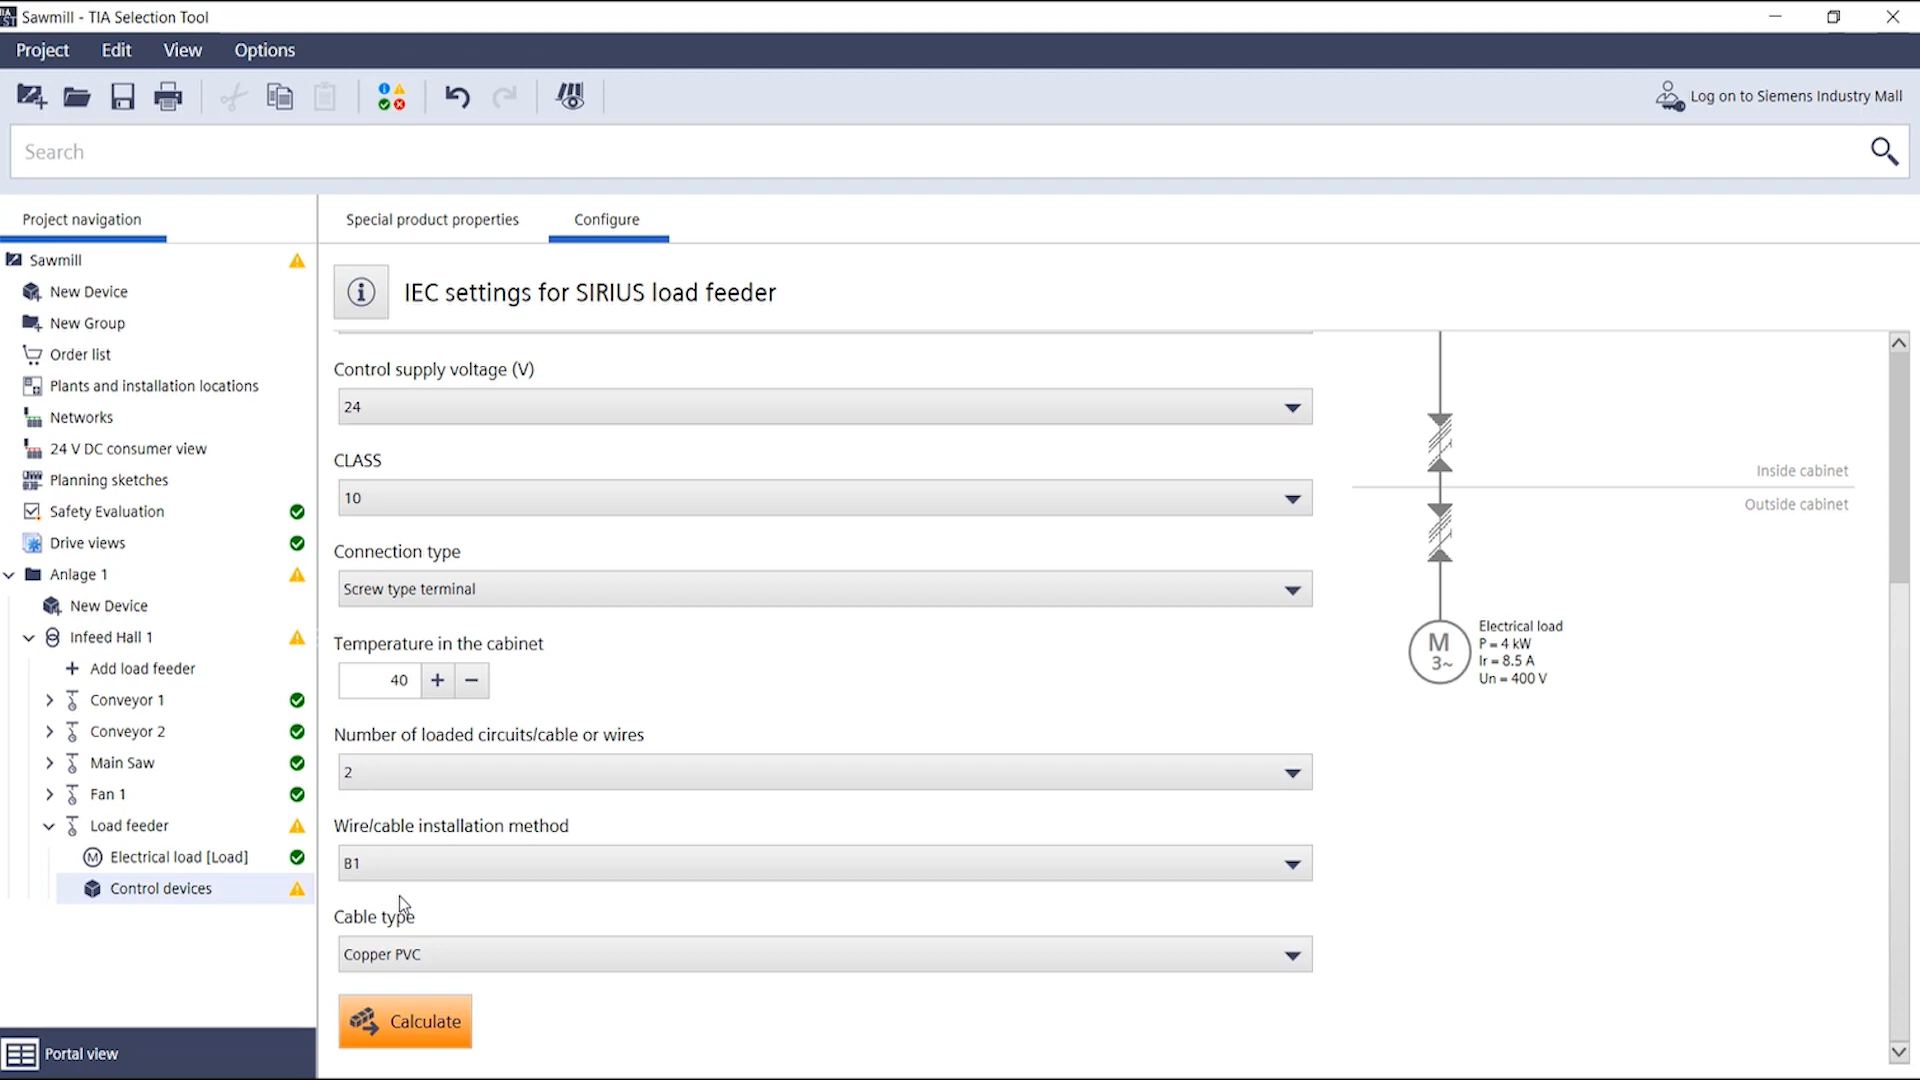 Sawmill - TIA Selection Tool
Project Edit View Options
Log on to Siemens Industry Mall
Search
Project navigation
Sawmill
New Device
New Group
Order list
Plants and installation locations
Networks
24 V DC consumer view
Planning sketches
Safety Evaluation
Drive views
Anlage 1
New Device
Infeed Hall 1
Add load feeder
Conveyor 1
Conveyor 2
Main Saw
Fan 1
Load feeder
Electrical load [Load]
Control devices
Portal view
Special product properties Configure
IEC settings for SIRIUS load feeder
Control supply voltage (V)
24
CLASS
10
Connection type
Screw type terminal
Temperature in the cabinet
40 + −
Number of loaded circuits/cable or wires
2
Wire/cable installation method
B1
Cable type
Copper PVC
Calculate
Inside cabinet
Outside cabinet
M
3~
Electrical load
P = 4 kW
Ir = 8.5 A
Un = 400 V